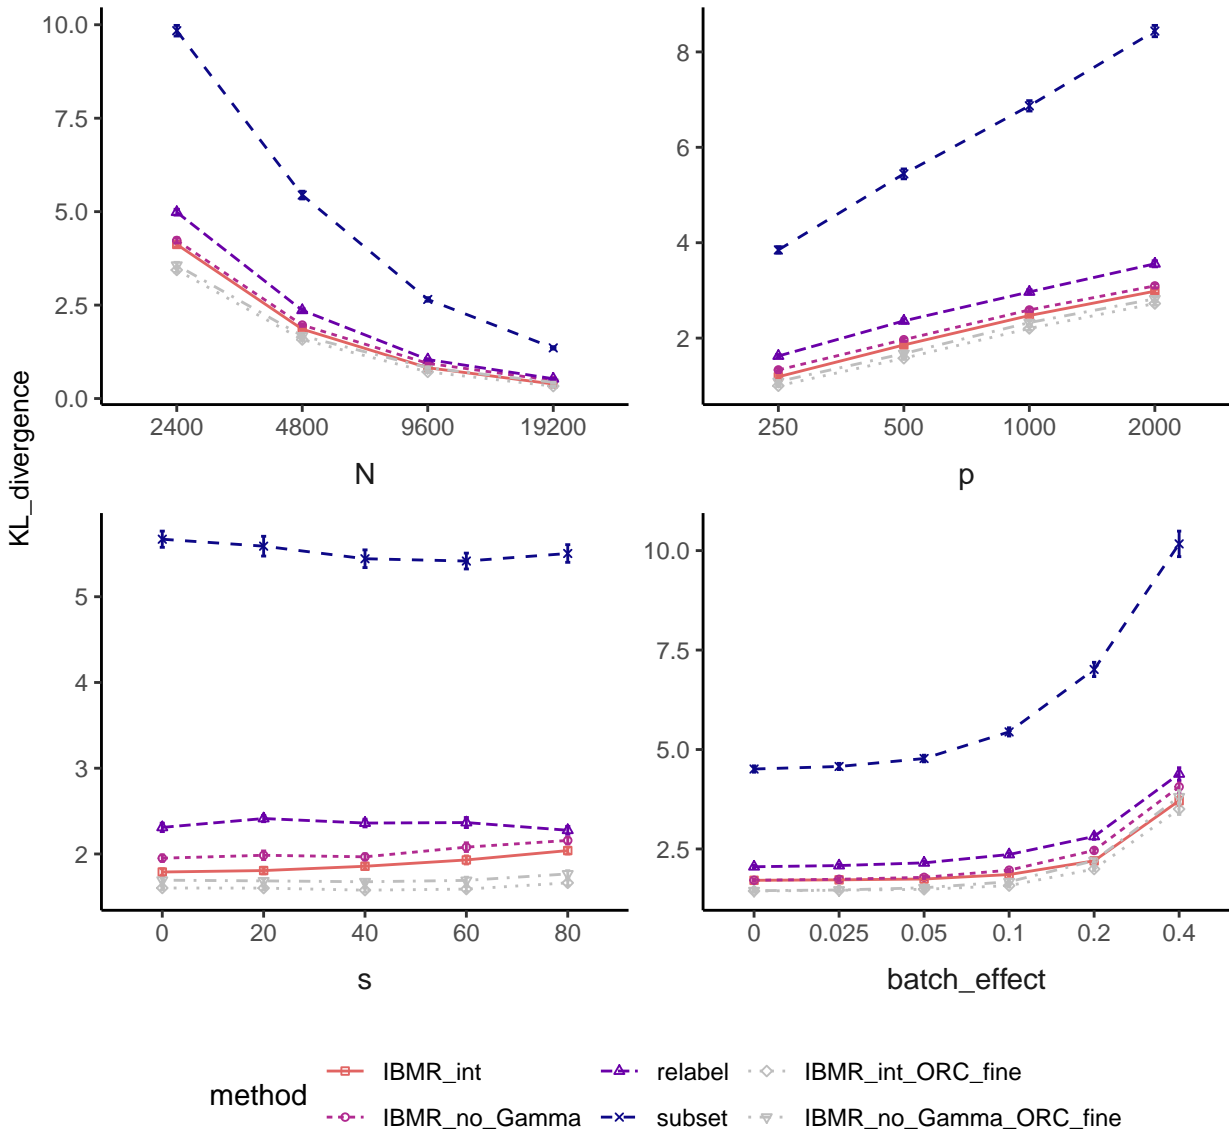 KL_divergence
10.0
7.5
5.0
2.5
0.0
2400 4800 9600 19200
N
8
6
4
2
250 500 1000 2000
p
5
4
3
2
0 20 40 60 80
s
10.0
7.5
5.0
2.5
0 0.025 0.05 0.1 0.2 0.4
batch_effect
method
IBMR_int relabel IBMR_int_ORC_fine
IBMR_no_Gamma subset IBMR_no_Gamma_ORC_fine